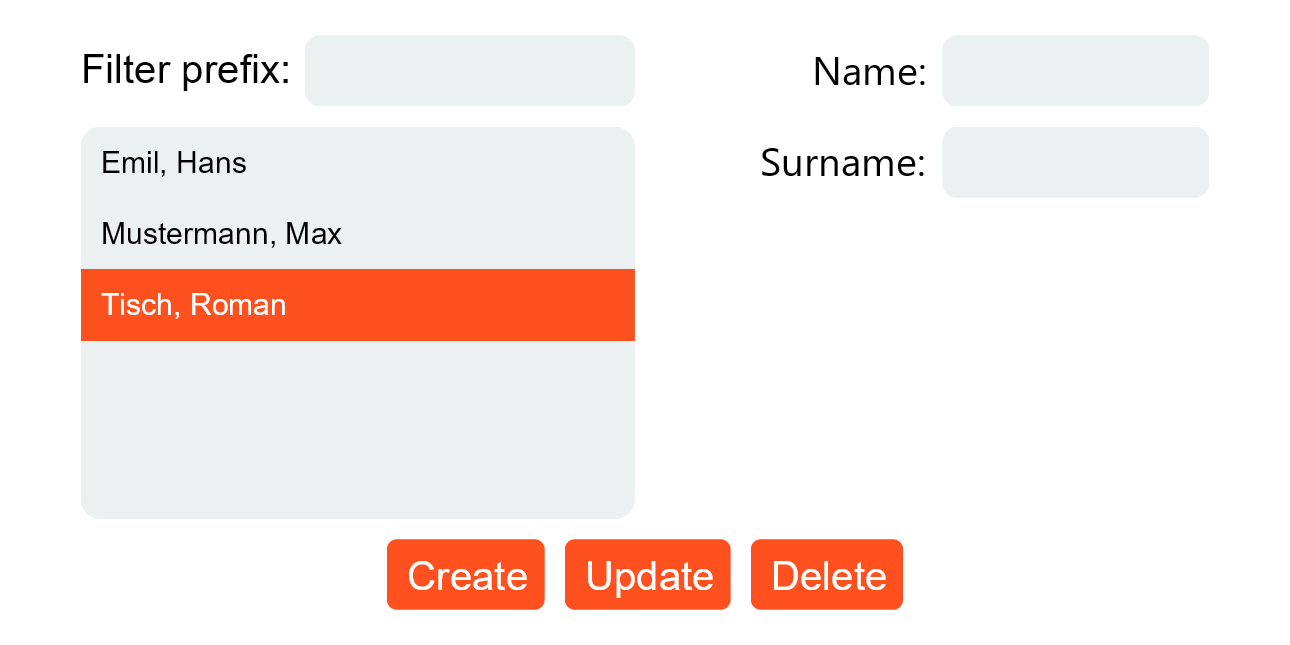 Filter prefix:
Name:
Surname:
Emil, Hans
Mustermann, Max
Tisch, Roman
Create
Update
Delete